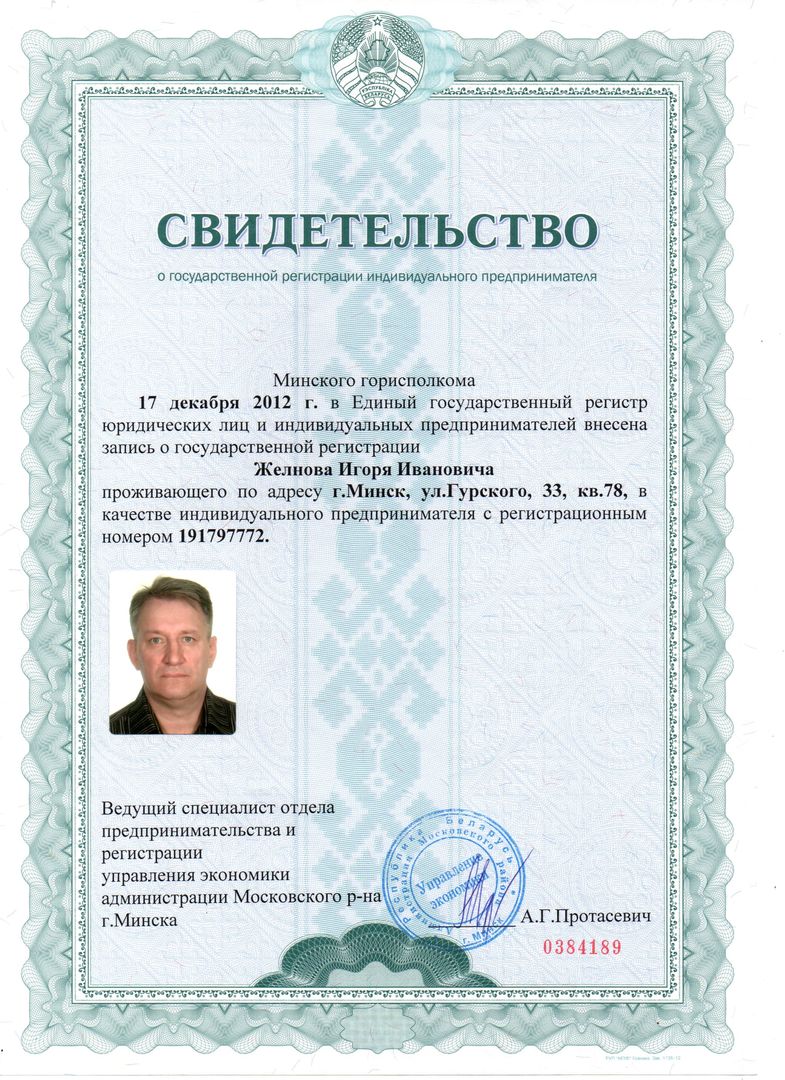 РЭСПУБЛІКА
БЕЛАРУСЬ
СВИДЕТЕЛЬСТВО
о государственной регистрации индивидуального предпринимателя
Минского горисполкома
17 декабря 2012 г. в Единый государственный регистр
юридических лиц и индивидуальных предпринимателей внесена
запись о государственной регистрации
Желнова Игоря Ивановича
проживающего по адресу г.Минск, ул.Гурского, 33, кв.78, в
качестве индивидуального предпринимателя с регистрационным
номером 191797772.
Ведущий специалист отдела
предпринимательства и
регистрации
управления экономики
администрации Московского р-на
г.Минска
Республика Беларусь *
Администрация Московского района
г. Минск
Управление
экономики
А.Г.Протасевич
0384189